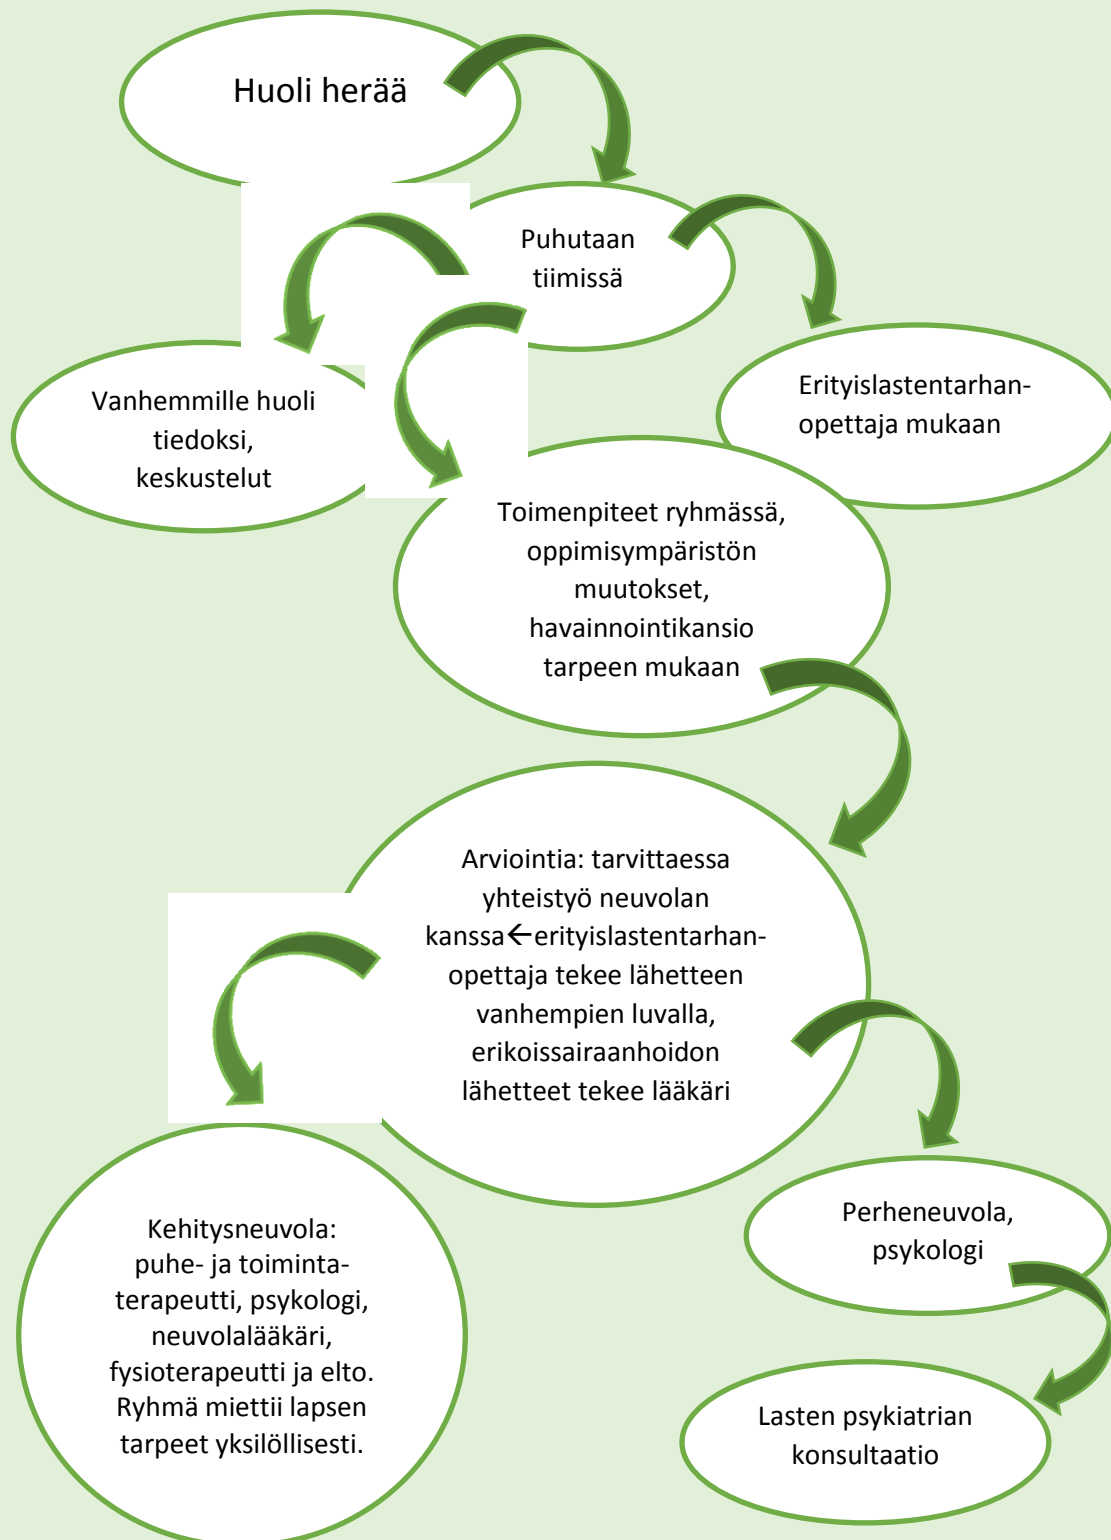 Huoli herää
Puhutaan
tiimissä
Vanhemmille huoli
tiedoksi,
keskustelut
Erityislastentarhan-
opettaja mukaan
Toimenpiteet ryhmässä,
oppimisympäristön
muutokset,
havainnointikansio
tarpeen mukaan
Arviointia: tarvittaessa
yhteistyö neuvolan
kanssa←erityislastentarhan-
opettaja tekee lähetteen
vanhempien luvalla,
erikoissairaanhoidon
lähetteet tekee lääkäri
Kehitysneuvola:
puhe- ja toiminta-
terapeutti, psykologi,
neuvolalääkäri,
fysioterapeutti ja elto.
Ryhmä miettii lapsen
tarpeet yksilöllisesti.
Perheneuvola,
psykologi
Lasten psykiatrian
konsultaatio